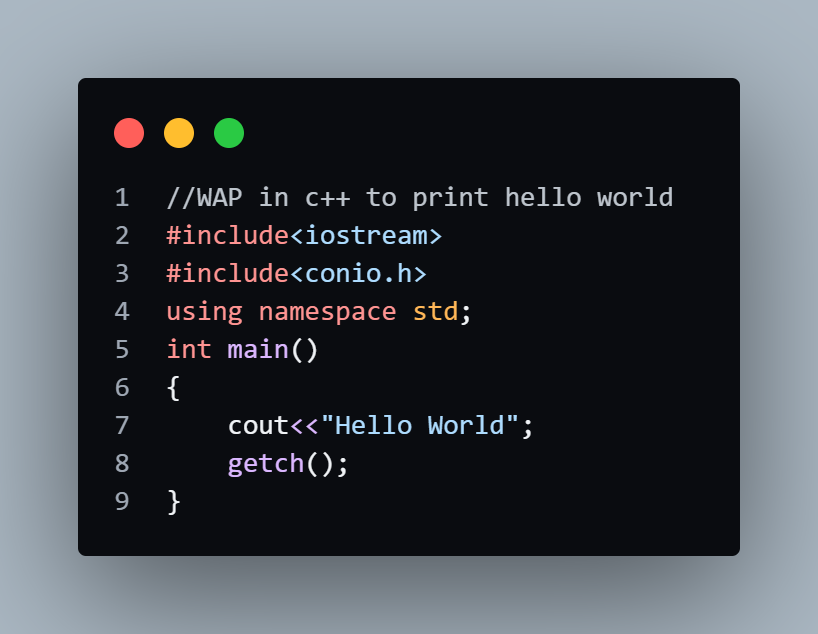 1 //WAP in c++ to print hello world
2 #include<iostream>
3 #include<conio.h>
4 using namespace std;
5 int main()
6 {
7     cout<<"Hello World";
8     getch();
9 }